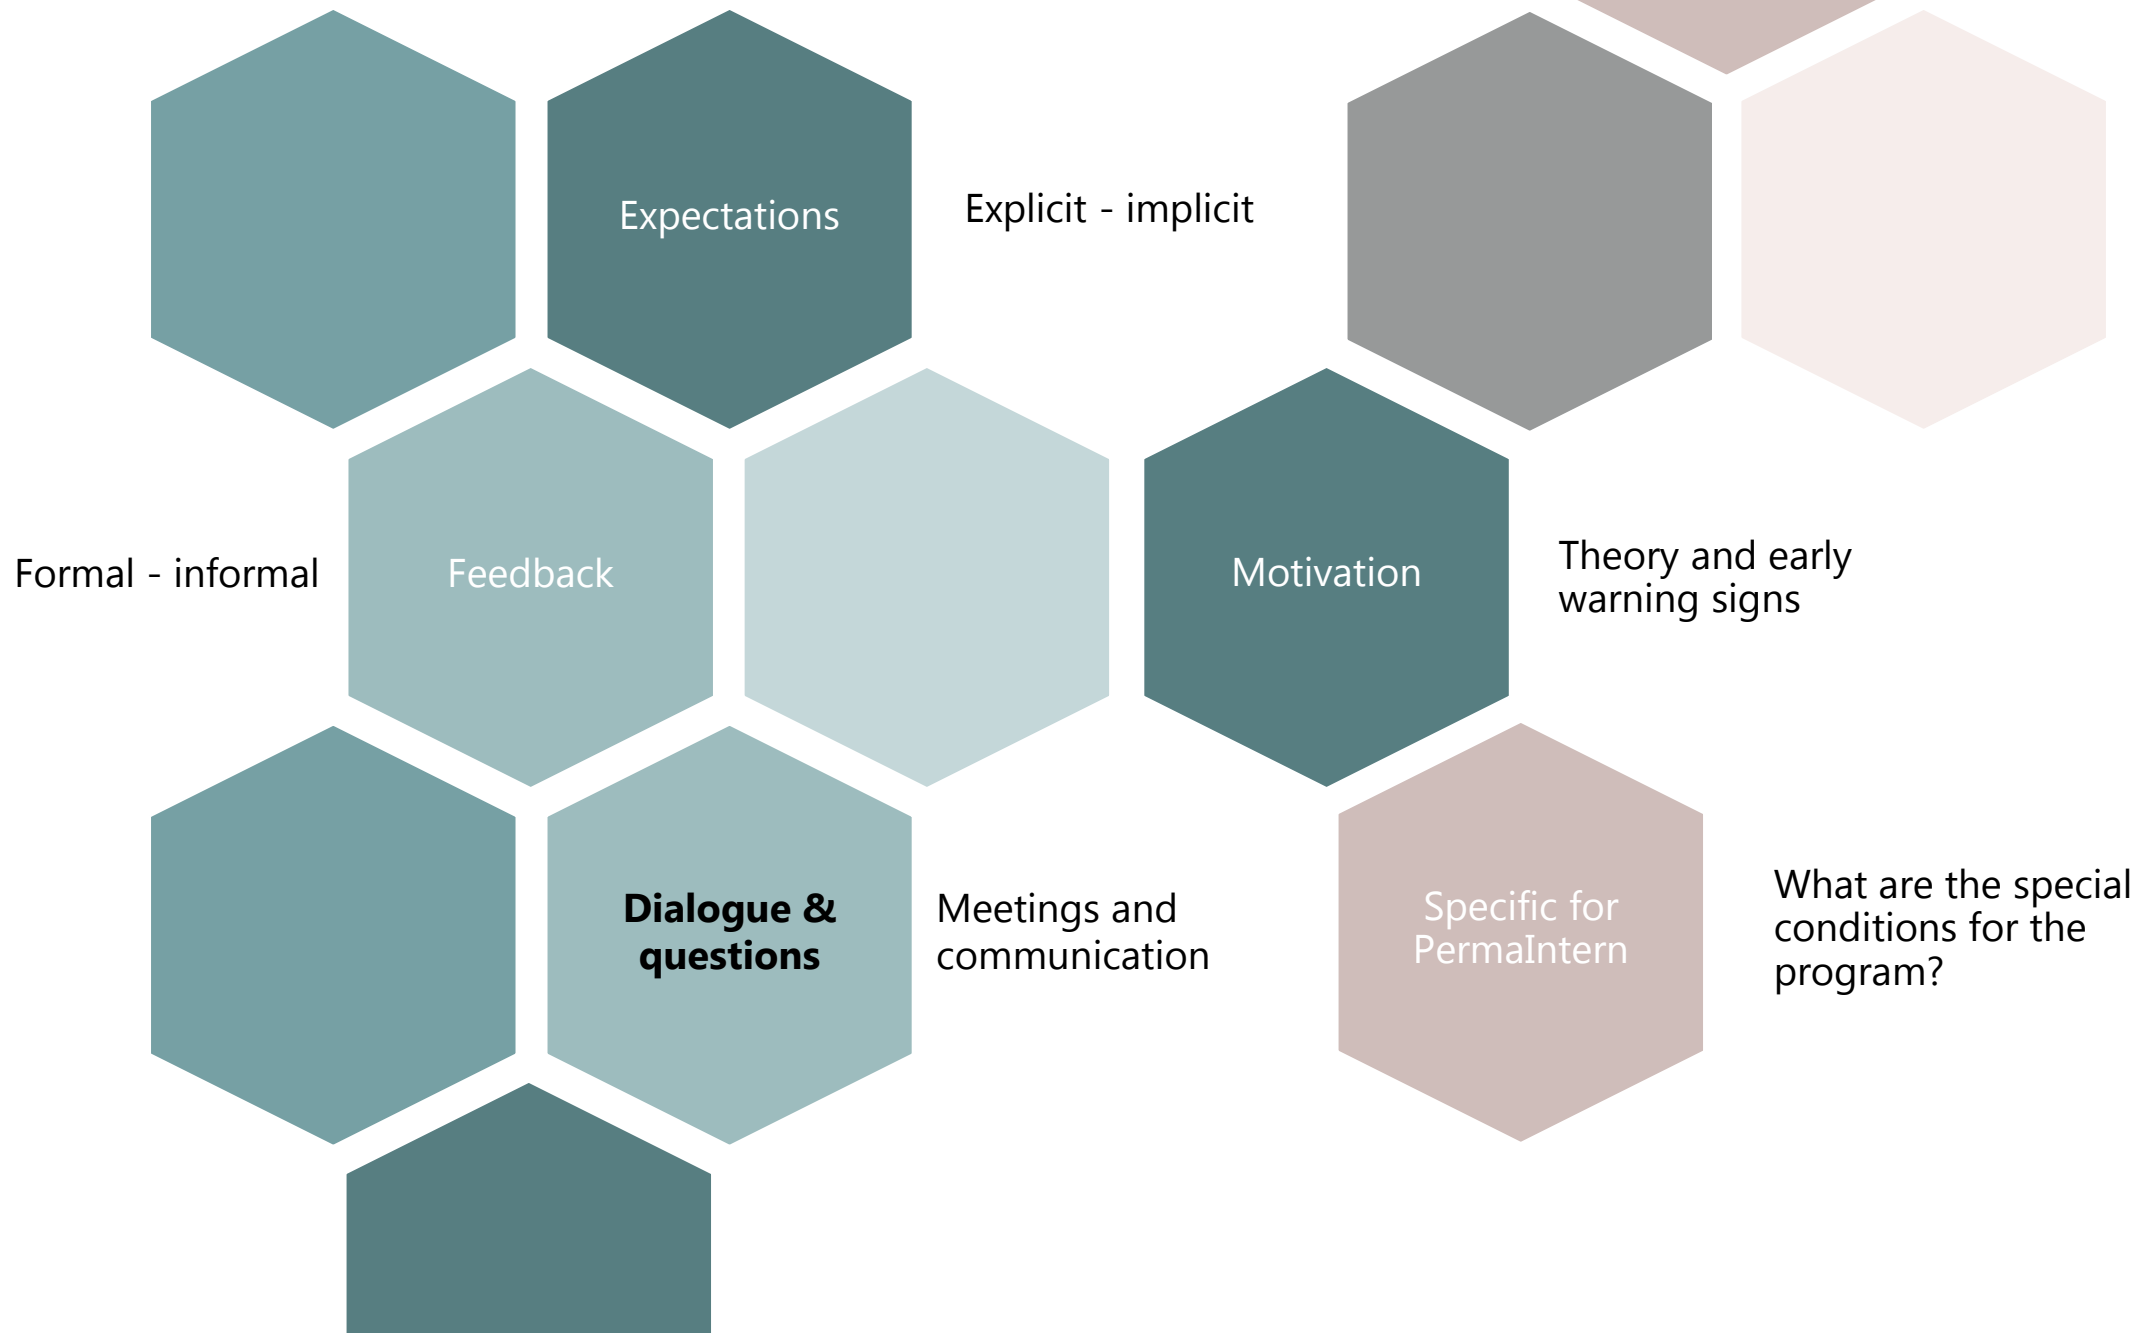 Expectations
Explicit - implicit
Formal - informal
Feedback
Motivation
Theory and early
warning signs
Dialogue &
questions
Meetings and
communication
Specific for
PermaIntern
What are the special
conditions for the
program?